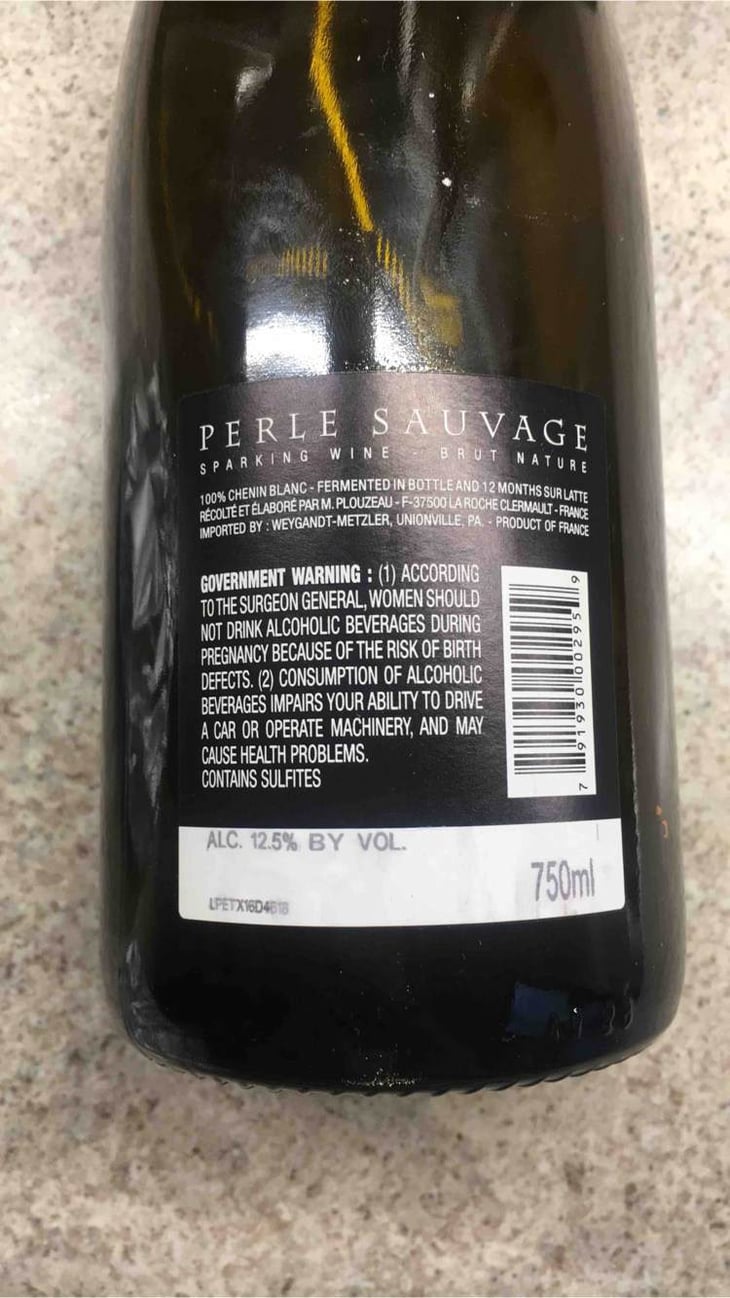 PERLE SAUVAGE
SPARKING WINE - BRUT NATURE
100% CHENIN BLANC - FERMENTED IN BOTTLE AND 12 MONTHS SUR LATTE
RÉCOLTÉ ET ÉLABORÉ PAR M. PLOUZEAU - F-37500 LA ROCHE CLERMAULT - FRANCE
IMPORTED BY : WEYGANDT-METZLER, UNIONVILLE, PA. - PRODUCT OF FRANCE
GOVERNMENT WARNING : (1) ACCORDING
TO THE SURGEON GENERAL, WOMEN SHOULD
NOT DRINK ALCOHOLIC BEVERAGES DURING
PREGNANCY BECAUSE OF THE RISK OF BIRTH
DEFECTS. (2) CONSUMPTION OF ALCOHOLIC
BEVERAGES IMPAIRS YOUR ABILITY TO DRIVE
A CAR OR OPERATE MACHINERY, AND MAY
CAUSE HEALTH PROBLEMS.
CONTAINS SULFITES
7 91930 00295 9
ALC. 12.5% BY VOL.
750ml